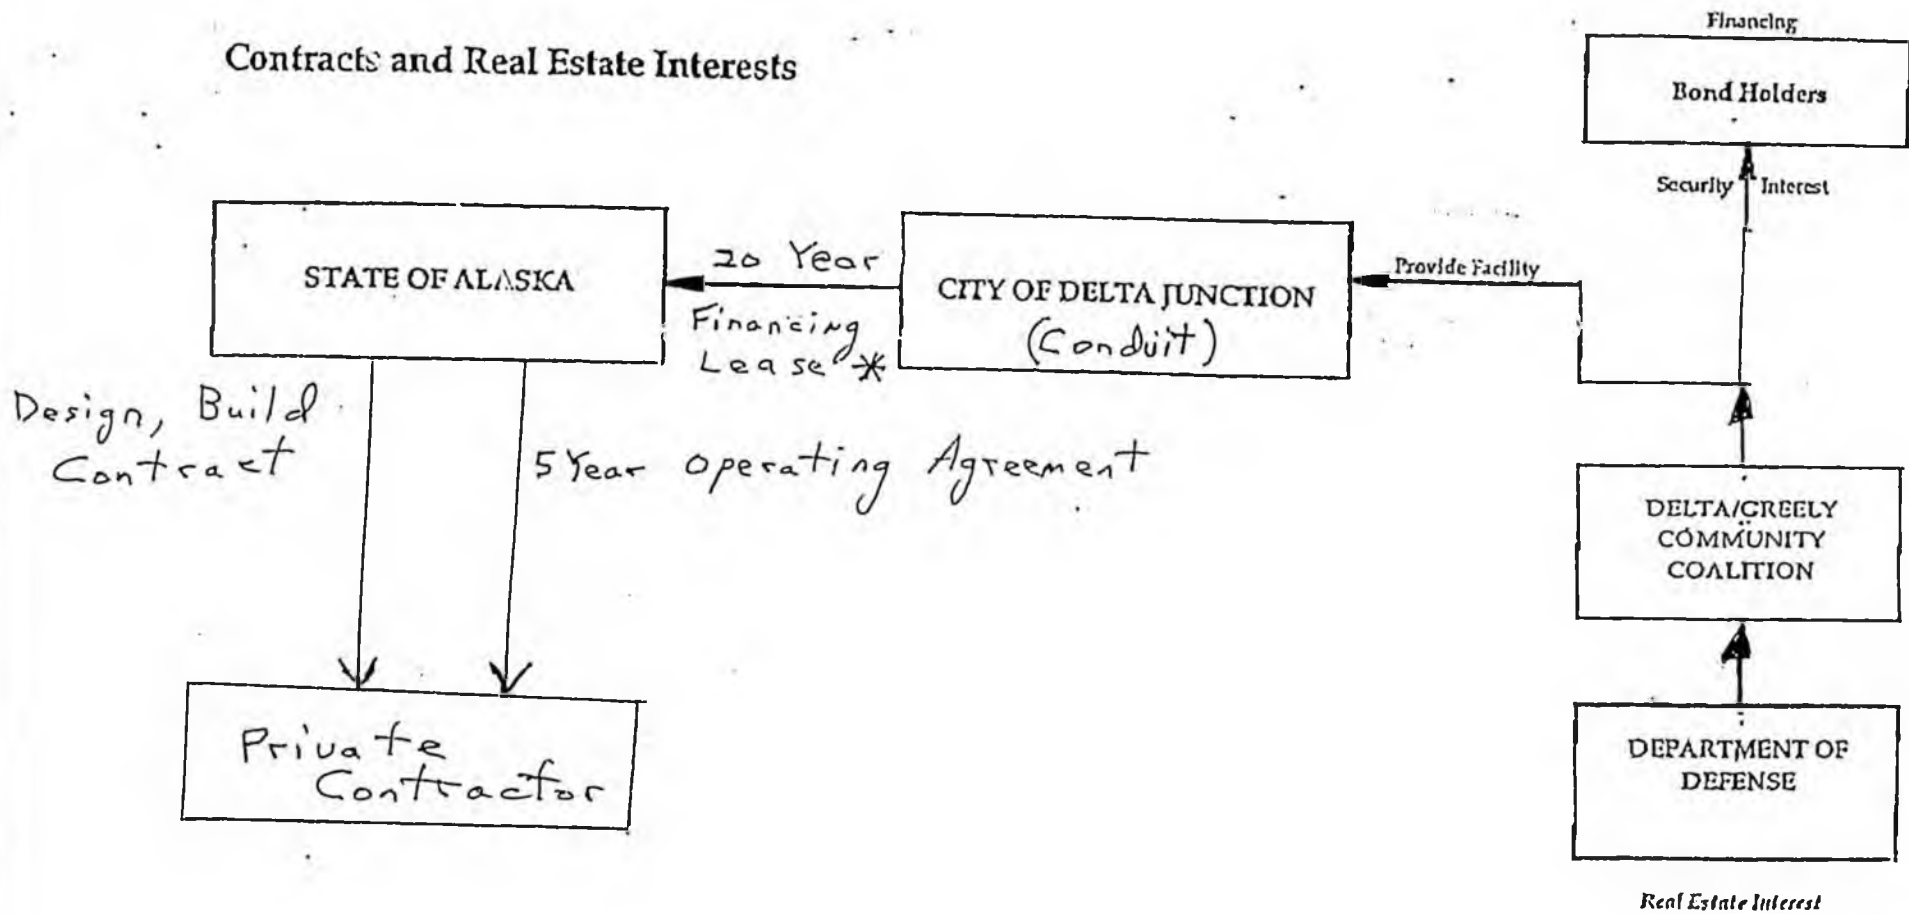 Contracts and Real Estate Interests
Financing
Bond Holders
Security Interest
STATE OF ALASKA
20 Year
Financing
Lease *
CITY OF DELTA JUNCTION
(Conduit)
Provide Facility
Design, Build
Contract
5 Year Operating Agreement
DELTA/GREELY
COMMUNITY
COALITION
Private
Contractor
DEPARTMENT OF
DEFENSE
Real Estate Interest